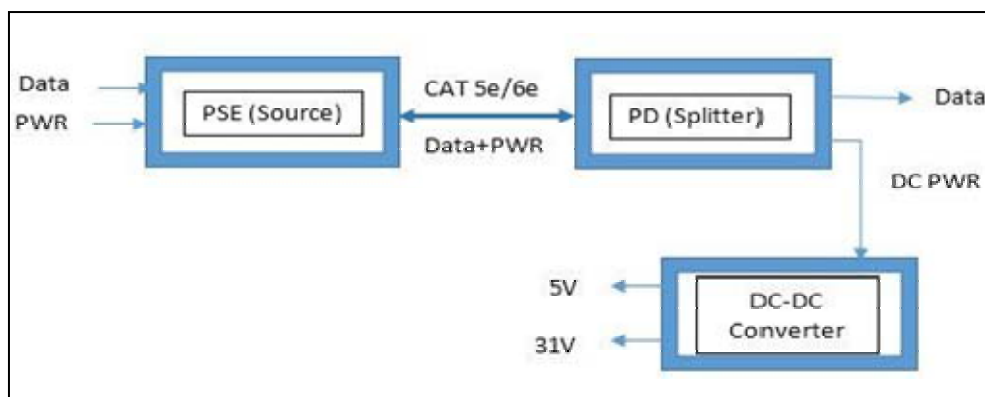 Data
PWR
PSE (Source)
CAT 5e/6e
Data+PWR
PD (Splitter)
Data
DC PWR
DC-DC
Converter
5V
31V